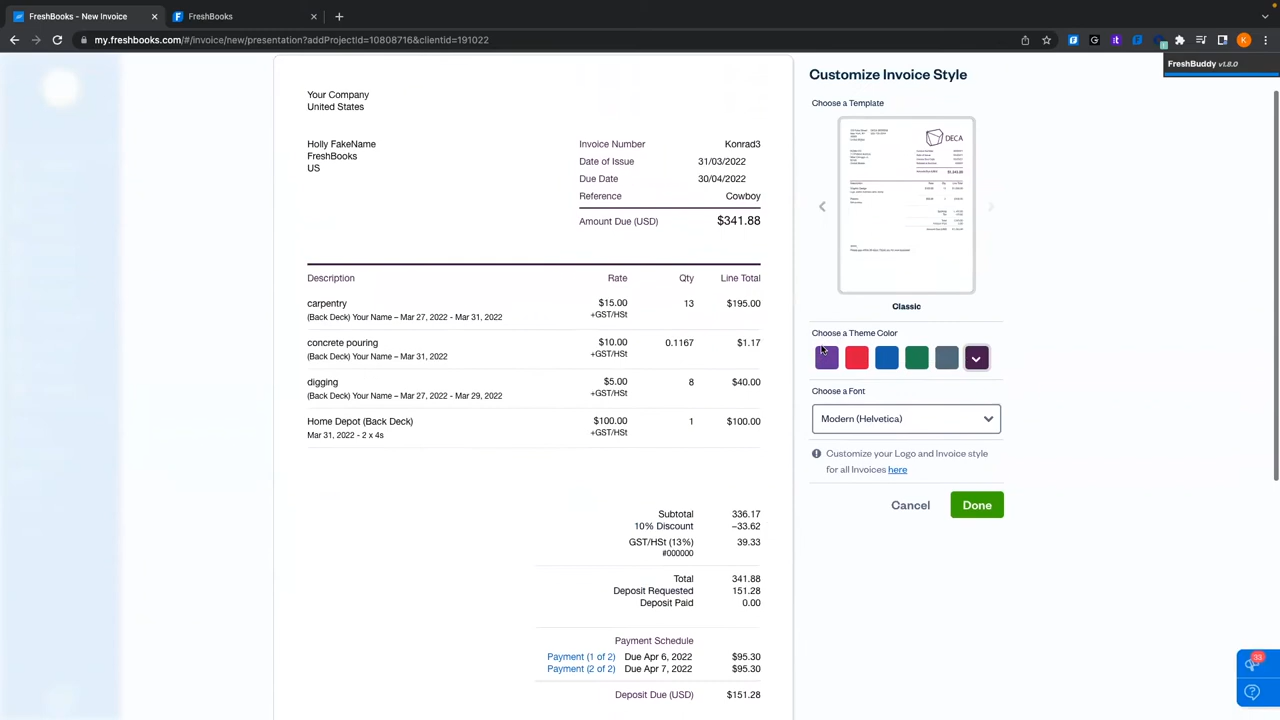 FreshBooks - New Invoice
FreshBooks
my.freshbooks.com/#/invoice/new/presentation?addProjectId=10808716&clientid=191022
FreshBuddy v1.8.0
Your Company
United States
Holly FakeName
FreshBooks
US
Invoice Number Konrad3
Date of Issue 31/03/2022
Due Date 30/04/2022
Reference Cowboy
Amount Due (USD) $341.88
Description Rate Qty Line Total
carpentry $15.00 13 $195.00
(Back Deck) Your Name – Mar 27, 2022 - Mar 31, 2022 +GST/HSt
concrete pouring $10.00 0.1167 $1.17
(Back Deck) Your Name – Mar 31, 2022 +GST/HSt
digging $5.00 8 $40.00
(Back Deck) Your Name – Mar 27, 2022 - Mar 29, 2022 +GST/HSt
Home Depot (Back Deck) $100.00 1 $100.00
Mar 31, 2022 - 2 x 4s +GST/HSt
Subtotal 336.17
10% Discount –33.62
GST/HSt (13%) 39.33
#000000
Total 341.88
Deposit Requested 151.28
Deposit Paid 0.00
Payment Schedule
Payment (1 of 2) Due Apr 6, 2022 $95.30
Payment (2 of 2) Due Apr 7, 2022 $95.30
Deposit Due (USD) $151.28
Customize Invoice Style
Choose a Template
DECA
Classic
Choose a Theme Color
Choose a Font
Modern (Helvetica)
Customize your Logo and Invoice style
for all Invoices here
Cancel Done
33
K